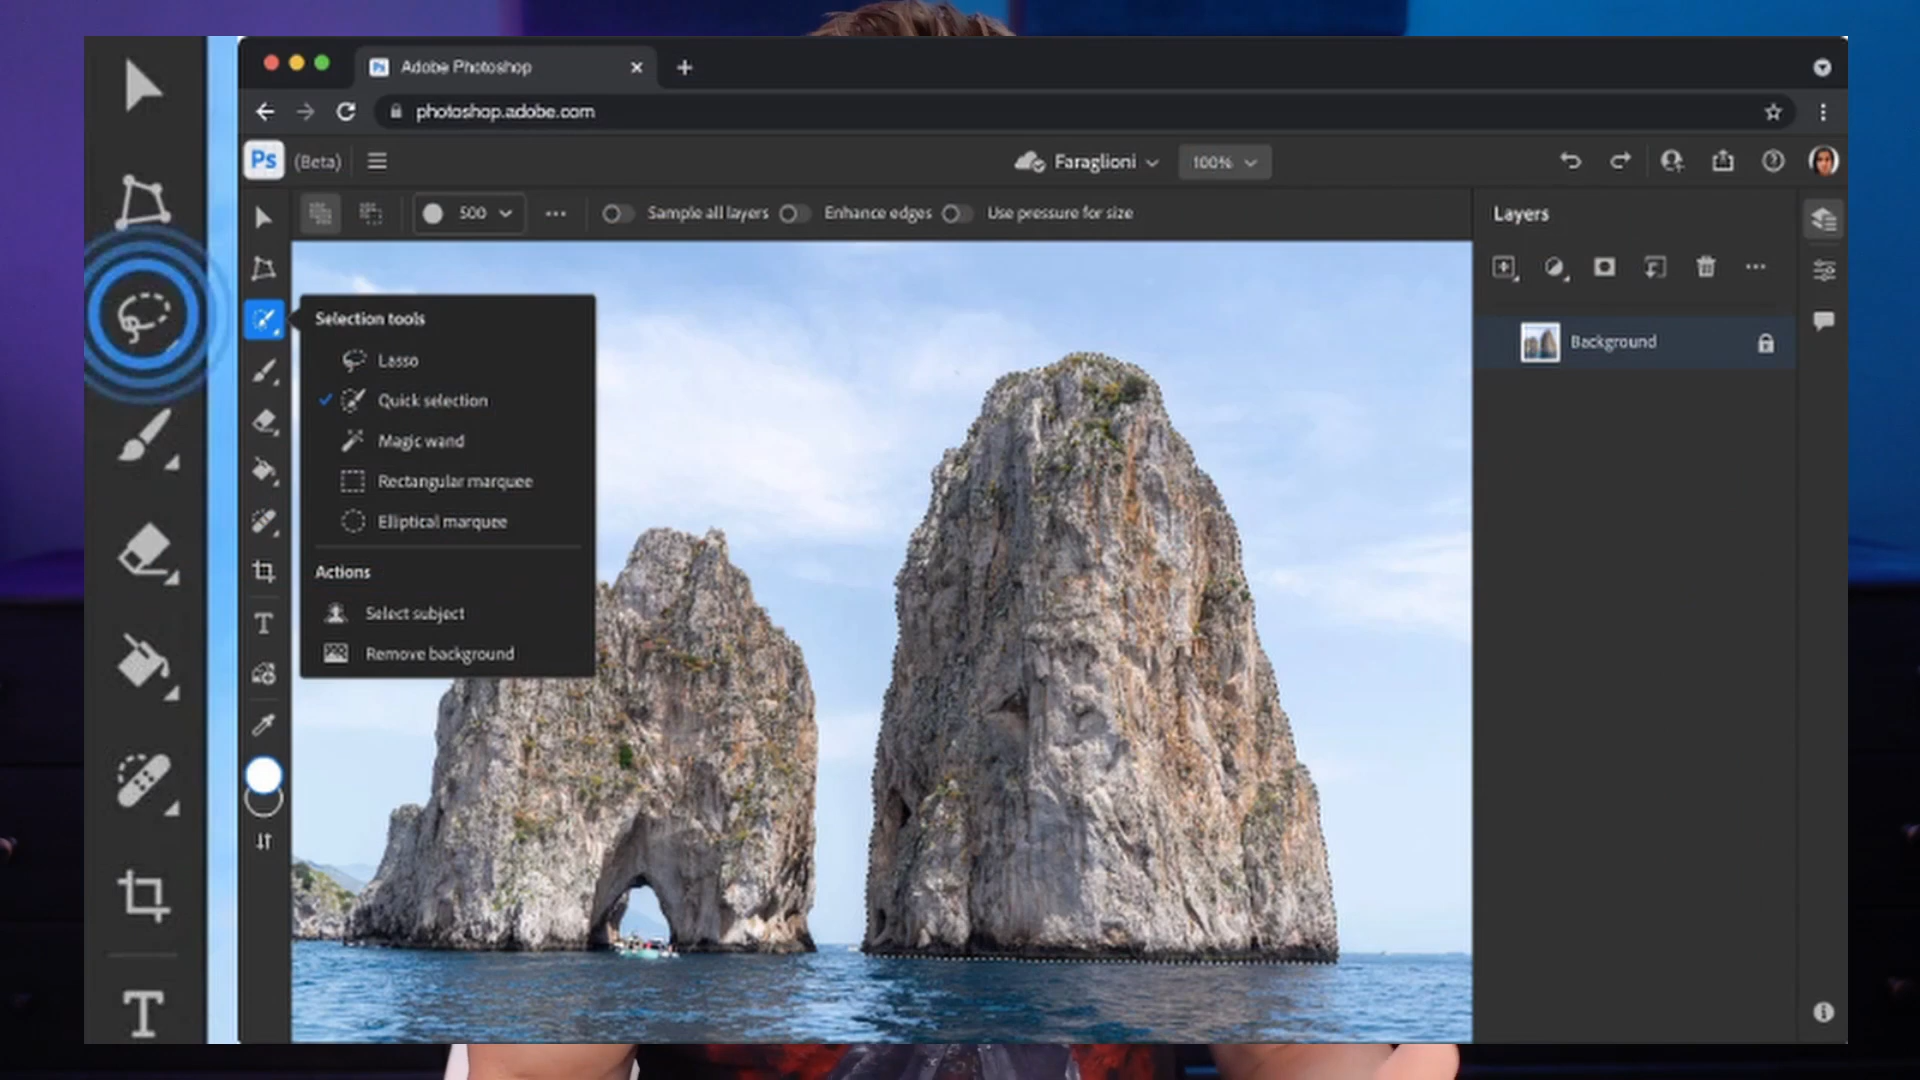 Adobe Photoshop
photoshop.adobe.com
Ps (Beta) Faraglioni 100%
500 Sample all layers Enhance edges Use pressure for size
Layers
Background
Selection tools
Lasso
Quick selection
Magic wand
Rectangular marquee
Elliptical marquee
Actions
Select subject
Remove background